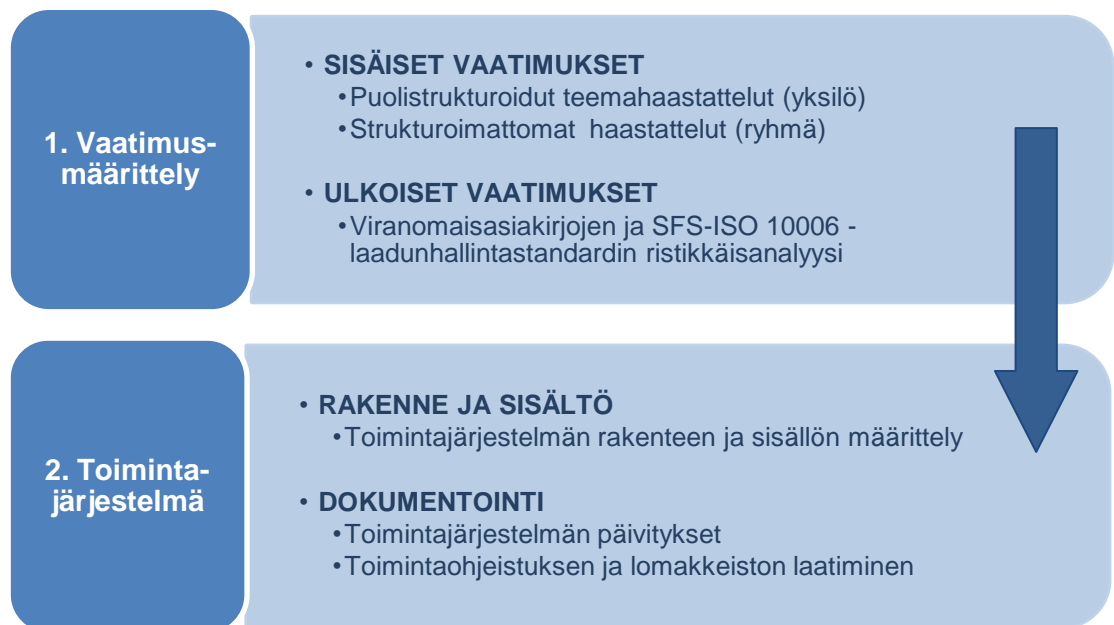 1. Vaatimus-
määrittely
• SISÄISET VAATIMUKSET
•Puolistrukturoidut teemahaastattelut (yksilö)
•Strukturoimattomat haastattelut (ryhmä)
• ULKOISET VAATIMUKSET
•Viranomaisasiakirjojen ja SFS-ISO 10006 -
laadunhallintastandardin ristikkäisanalyysi
2. Toiminta-
järjestelmä
• RAKENNE JA SISÄLTÖ
•Toimintajärjestelmän rakenteen ja sisällön määrittely
• DOKUMENTOINTI
•Toimintajärjestelmän päivitykset
•Toimintaohjeistuksen ja lomakkeiston laatiminen